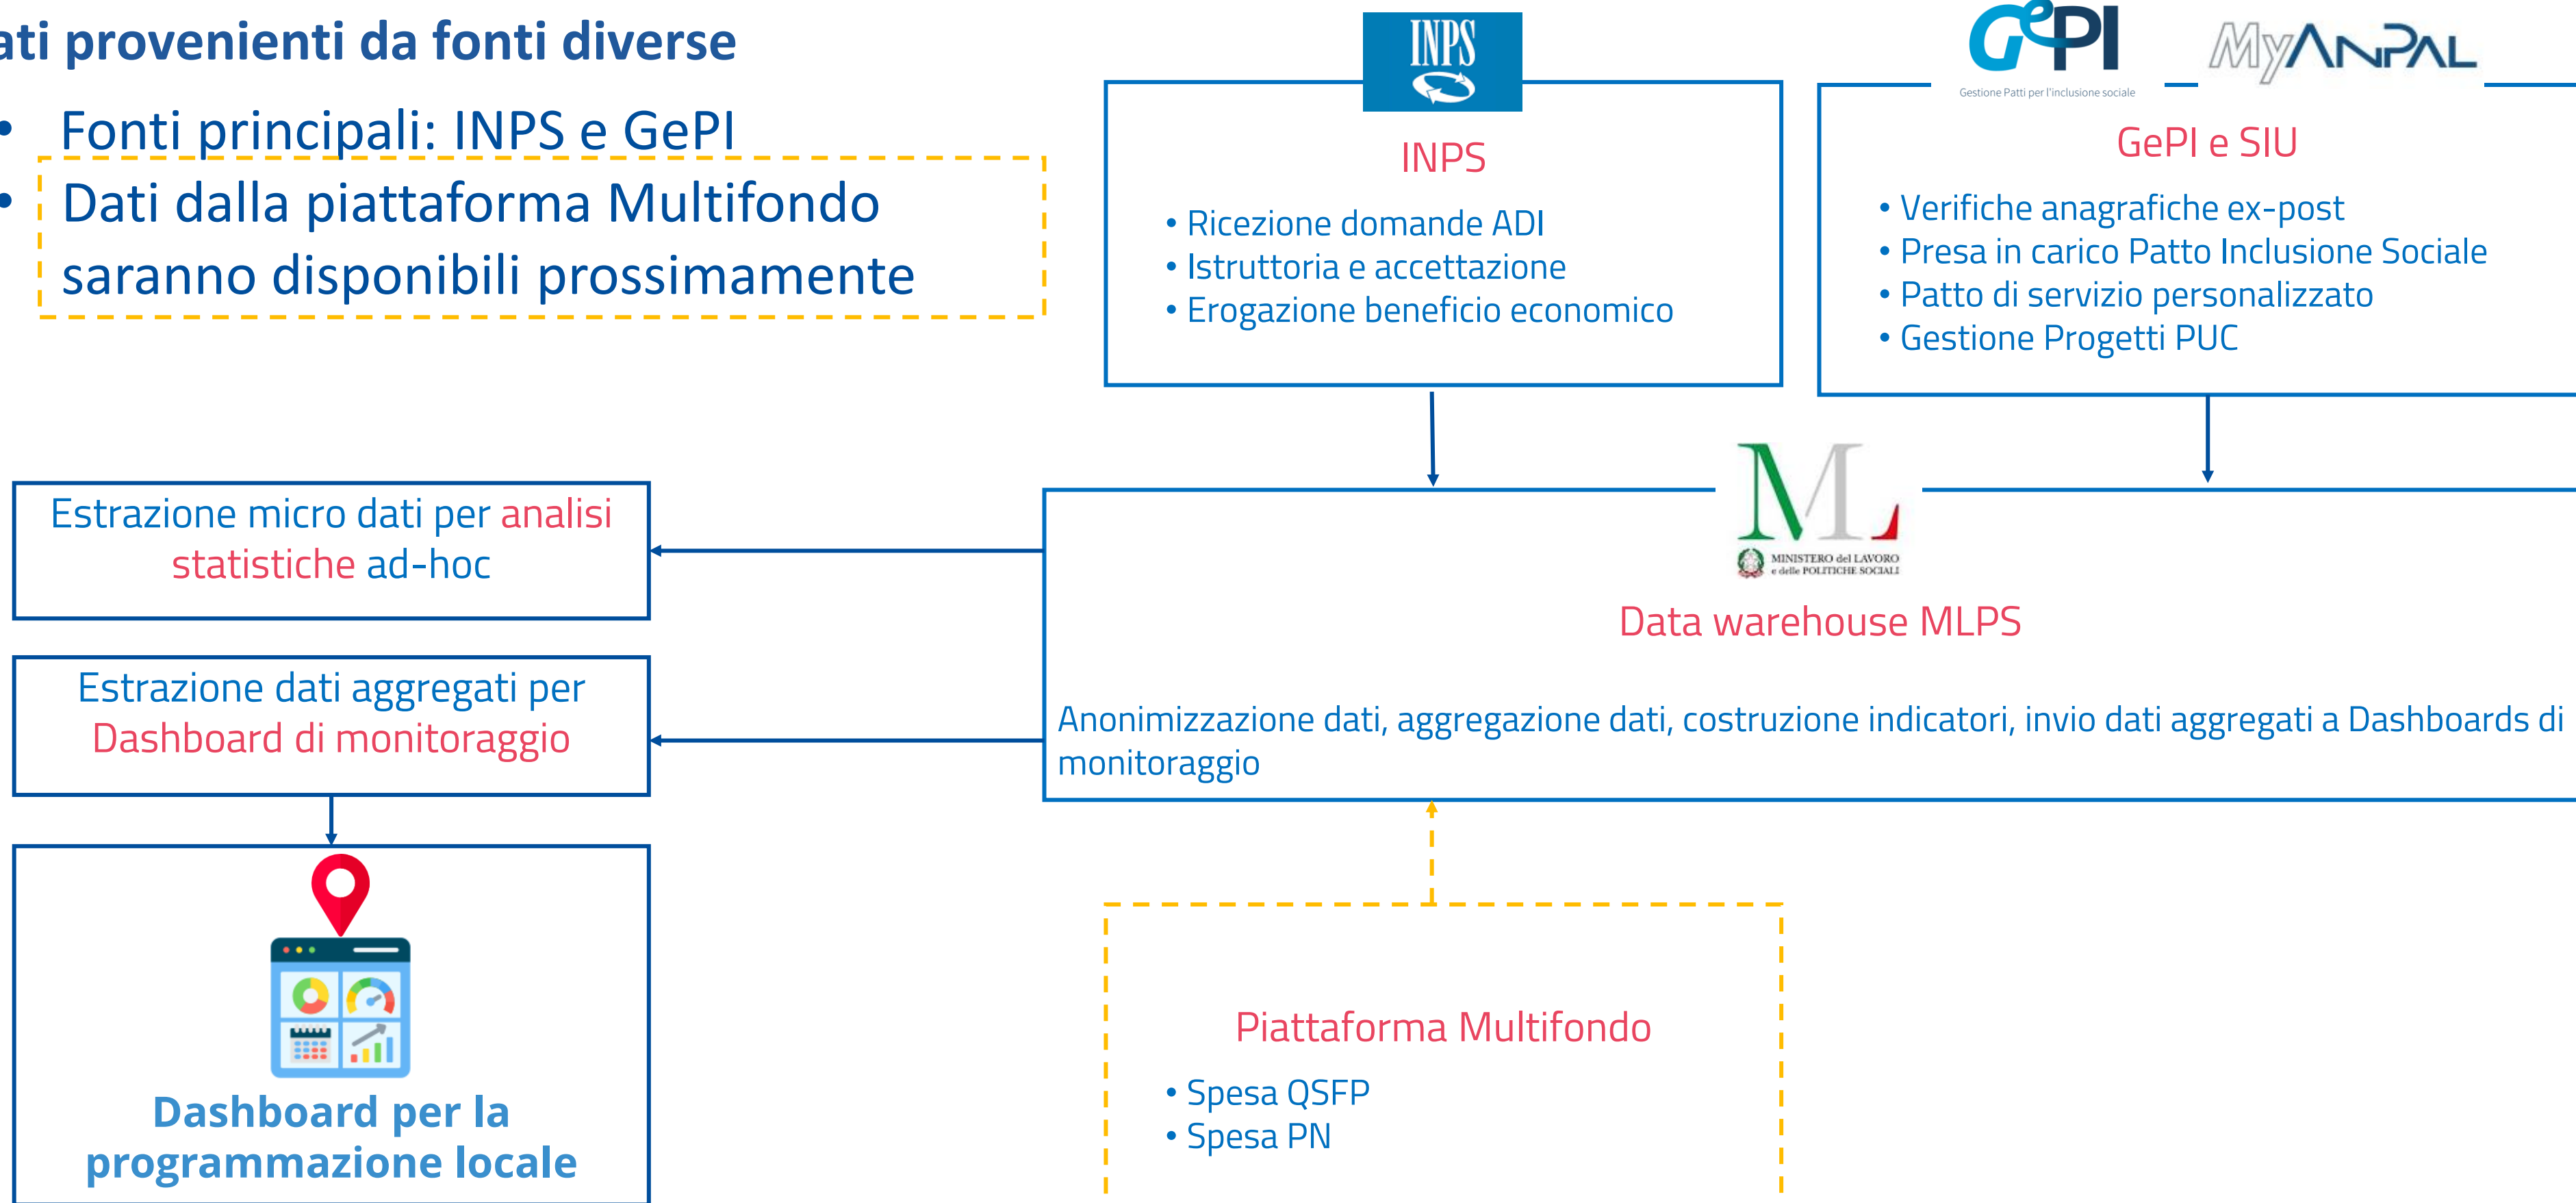 ati provenienti da fonti diverse
• Fonti principali: INPS e GePI
• Dati dalla piattaforma Multifondo
saranno disponibili prossimamente
INPS
INPS
• Ricezione domande ADI
• Istruttoria e accettazione
• Erogazione beneficio economico
GePI
Gestione Patti per l'inclusione sociale
MyANPAL
GePI e SIU
• Verifiche anagrafiche ex-post
• Presa in carico Patto Inclusione Sociale
• Patto di servizio personalizzato
• Gestione Progetti PUC
Estrazione micro dati per analisi
statistiche ad-hoc
Estrazione dati aggregati per
Dashboard di monitoraggio
ML
MINISTERO del LAVORO
e delle POLITICHE SOCIALI
Data warehouse MLPS
Anonimizzazione dati, aggregazione dati, costruzione indicatori, invio dati aggregati a Dashboards di
monitoraggio
Dashboard per la
programmazione locale
Piattaforma Multifondo
• Spesa QSFP
• Spesa PN